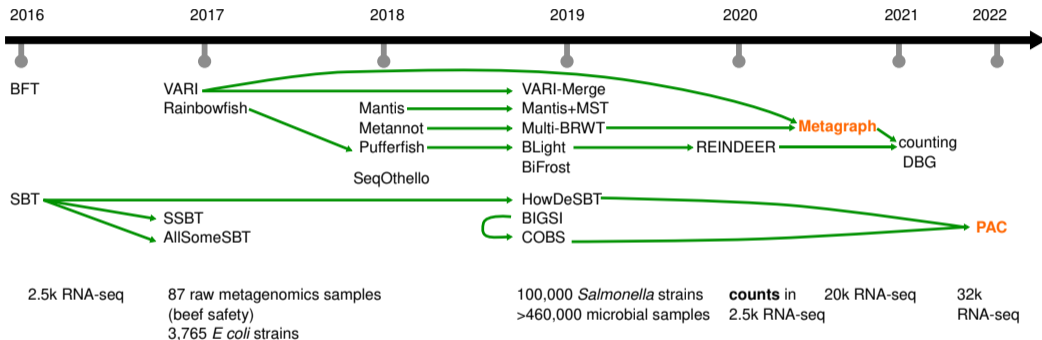 2016 2017 2018 2019 2020 2021 2022
BFT VARI VARI-Merge
Rainbowfish Mantis Mantis+MST
Metannot Multi-BRWT Metagraph
Pufferfish BLight REINDEER counting
DBG
BiFrost
SeqOthello
SBT HowDeSBT
SSBT BIGSI
PAC
AllSomeSBT COBS
2.5k RNA-seq 87 raw metagenomics samples 100,000 Salmonella strains counts in 20k RNA-seq 32k
(beef safety) >460,000 microbial samples 2.5k RNA-seq RNA-seq
3,765 E coli strains